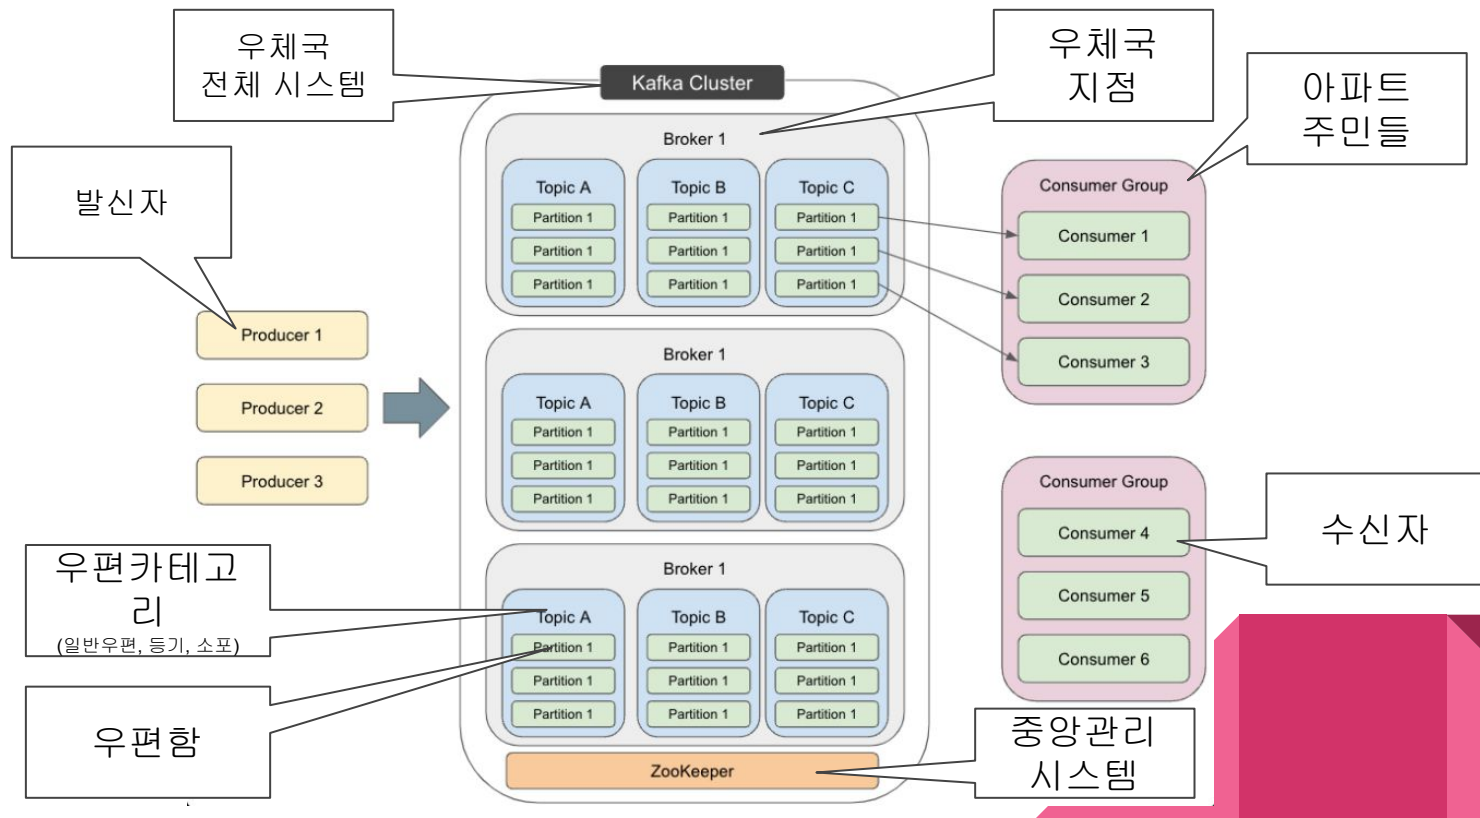 우체국
전체 시스템
Kafka Cluster
우체국
지점
아파트
주민들
발신자
Broker 1
Topic A
Topic B
Topic C
Partition 1
Partition 1
Partition 1
Partition 1
Partition 1
Partition 1
Partition 1
Partition 1
Partition 1
Consumer Group
Consumer 1
Consumer 2
Consumer 3
Producer 1
Producer 2
Producer 3
Broker 1
Topic A
Topic B
Topic C
Partition 1
Partition 1
Partition 1
Partition 1
Partition 1
Partition 1
Partition 1
Partition 1
Partition 1
Consumer Group
Consumer 4
Consumer 5
Consumer 6
수신자
우편카테고
리
(일반우편, 등기, 소포)
우편함
Broker 1
Topic A
Topic B
Topic C
Partition 1
Partition 1
Partition 1
Partition 1
Partition 1
Partition 1
Partition 1
Partition 1
Partition 1
ZooKeeper
중앙관리
시스템